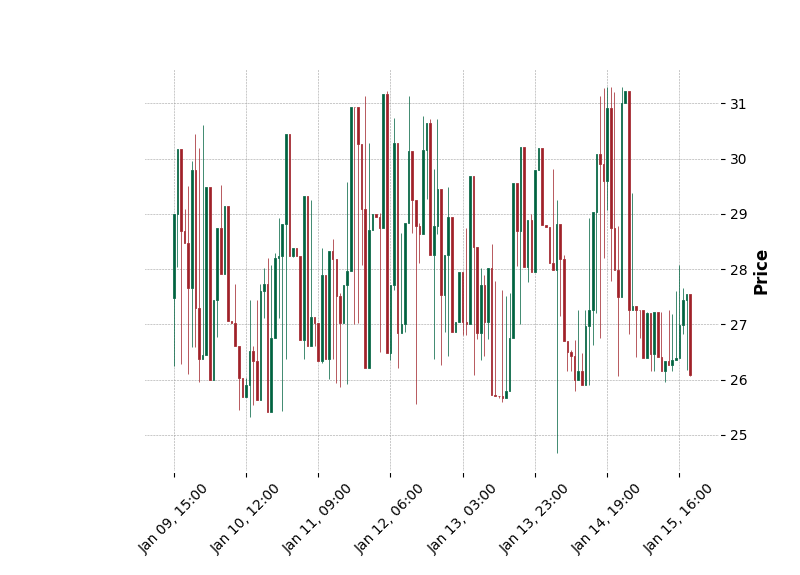 31
30
29
28
27
26
25
Price
Jan 09, 15:00
Jan 10, 12:00
Jan 11, 09:00
Jan 12, 06:00
Jan 13, 03:00
Jan 13, 23:00
Jan 14, 19:00
Jan 15, 16:00